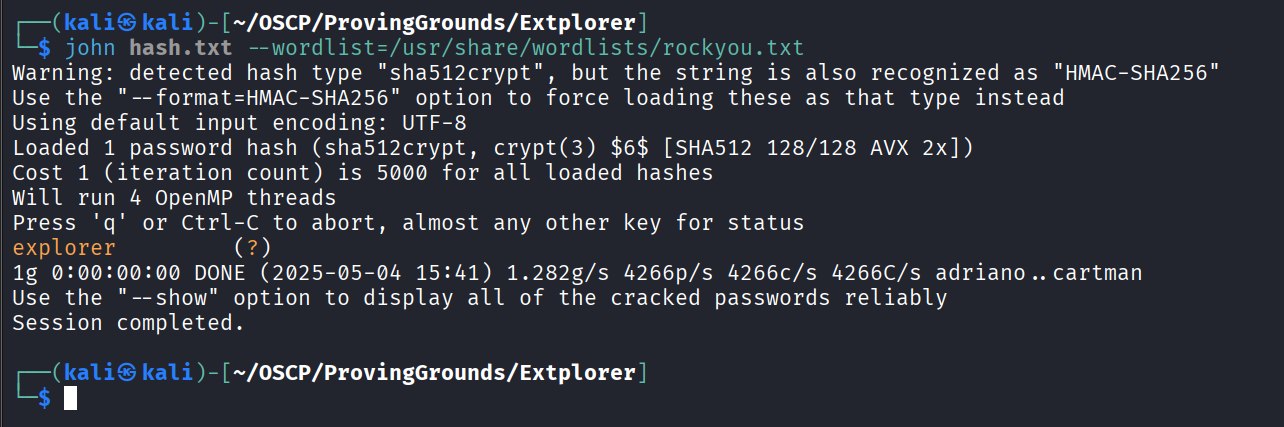 ┌──(kali㉿kali)-[~/OSCP/ProvingGrounds/Extplorer]
└─$ john hash.txt --wordlist=/usr/share/wordlists/rockyou.txt
Warning: detected hash type "sha512crypt", but the string is also recognized as "HMAC-SHA256"
Use the "--format=HMAC-SHA256" option to force loading these as that type instead
Using default input encoding: UTF-8
Loaded 1 password hash (sha512crypt, crypt(3) $6$ [SHA512 128/128 AVX 2x])
Cost 1 (iteration count) is 5000 for all loaded hashes
Will run 4 OpenMP threads
Press 'q' or Ctrl-C to abort, almost any other key for status
explorer         (?)
1g 0:00:00:00 DONE (2025-05-04 15:41) 1.282g/s 4266p/s 4266c/s 4266C/s adriano..cartman
Use the "--show" option to display all of the cracked passwords reliably
Session completed.
┌──(kali㉿kali)-[~/OSCP/ProvingGrounds/Extplorer]
└─$